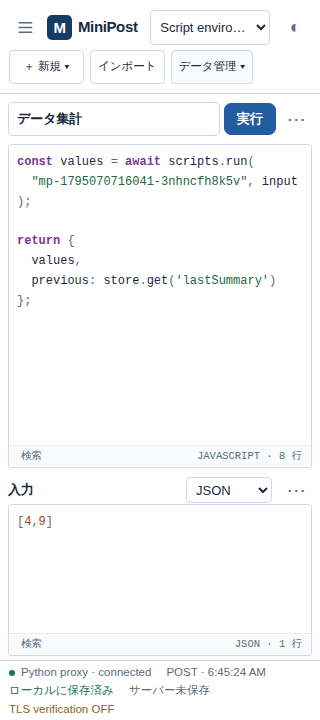 M MiniPost Script enviro…
＋ 新規 ▾ インポート データ管理 ▾
データ集計 実行 ···
const values = await scripts.run(
"mp-1795070716041-3hhncfh8k5v", input
);
return {
values,
previous: store.get('lastSummary')
};
検索 JAVASCRIPT · 8 行
入力 JSON ···
[4,9]
検索 JSON · 1 行
Python proxy · connected POST · 6:45:24 AM
ローカルに保存済み サーバー未保存
TLS verification OFF